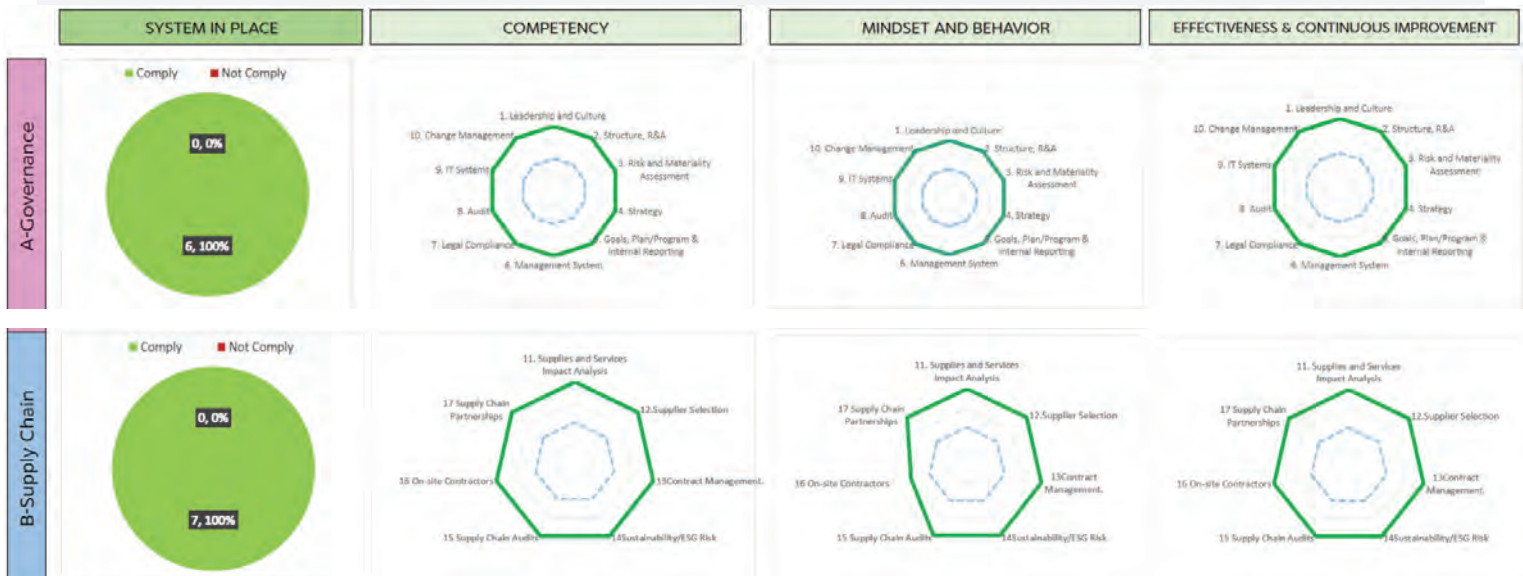 SYSTEM IN PLACE
COMPETENCY
MINDSET AND BEHAVIOR
EFFECTIVENESS & CONTINUOUS IMPROVEMENT
A-Governance
Comply
Not Comply
0, 0%
6, 100%
1. Leadership and Culture
2. Structure, R&A
3. Risk and Materiality
Assessment
4. Strategy
5. Goals, Plan/Program &
Internal Reporting
6. Management System
7. Legal Compliance
8. Audit
9. IT Systems
10. Change Management
1. Leadership and Culture
2. Structure, R&A
3. Risk and Materiality
Assessment
4. Strategy
5. Goals, Plan/Program &
Internal Reporting
6. Management System
7. Legal Compliance
8. Audit
9. IT Systems
10. Change Management
1. Leadership and Culture
2. Structure, R&A
3. Risk and Materiality
Assessment
4. Strategy
5. Goals, Plan/Program &
Internal Reporting
6. Management System
7. Legal Compliance
8. Audit
9. IT Systems
10. Change Management
B-Supply Chain
Comply
Not Comply
0, 0%
7, 100%
11. Supplies and Services
Impact Analysis
12.Supplier Selection
13Contract Management.
14Sustainability/ESG Risk
15 Supply Chain Audits
16 On-site Contractors
17 Supply Chain
Partnerships
11. Supplies and Services
Impact Analysis
12.Supplier Selection
13Contract
Management.
14Sustainability/ESG Risk
15 Supply Chain Audits
16 On-site Contractors
17 Supply Chain
Partnerships
11. Supplies and Services
Impact Analysis
12.Supplier Selection
13Contract
Management.
14Sustainability/ESG Risk
15 Supply Chain Audits
16 On-site Contractors
17 Supply Chain
Partnerships